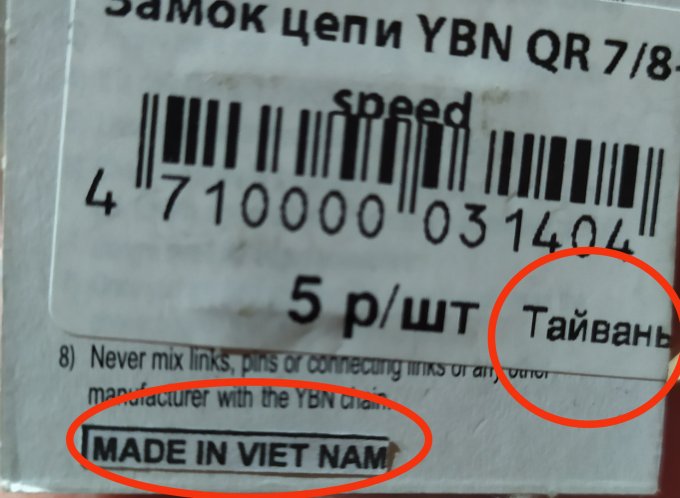 Замок цепи YBN QR 7/8-
speed
4 710000 031404
5 р/шт Тайвань
8) Never mix links, pins or connecting links of any other
manufacturer with the YBN chain.
MADE IN VIET NAM